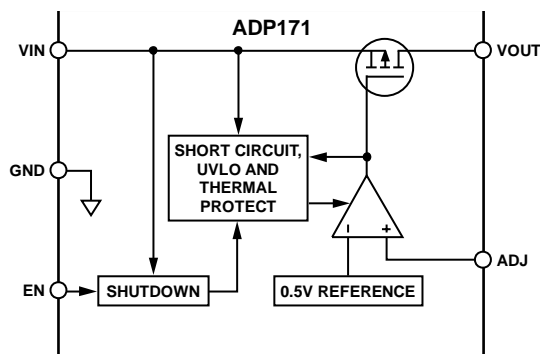 ADP171
VIN
VOUT
SHORT CIRCUIT,
UVLO AND
THERMAL
PROTECT
GND
– +
ADJ
EN
SHUTDOWN
0.5V REFERENCE